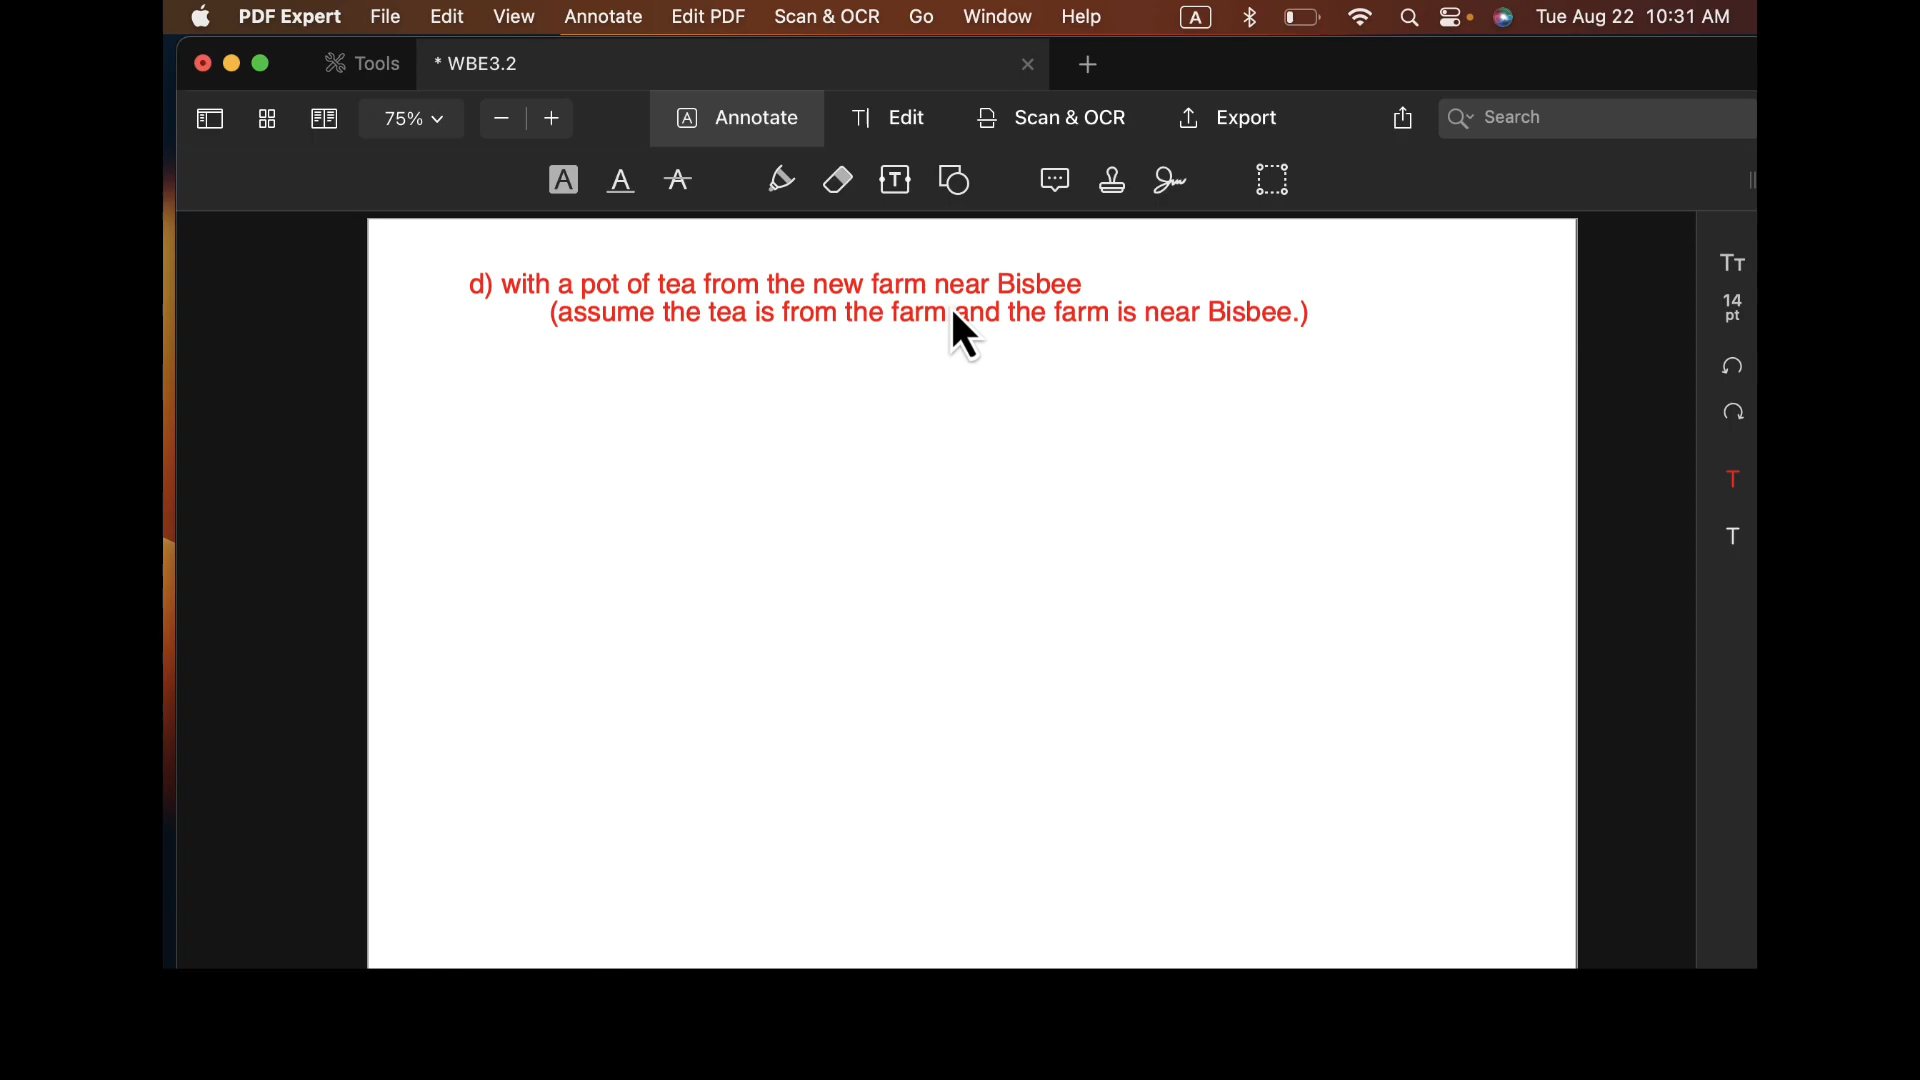 PDF Expert File Edit View Annotate Edit PDF Scan & OCR Go Window Help A Tue Aug 22 10:31 AM
Tools * WBE3.2
75% A Annotate T Edit Scan & OCR Export Search
A A A T
d) with a pot of tea from the new farm near Bisbee
(assume the tea is from the farm and the farm is near Bisbee.)
TT
14
pt
T
T